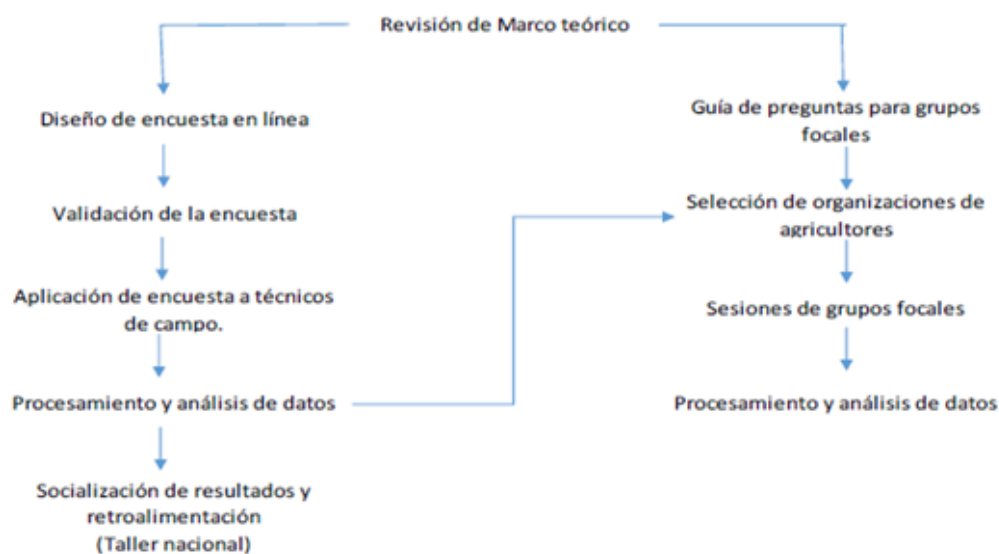 Revisión de Marco teórico
Diseño de encuesta en línea
Validación de la encuesta
Aplicación de encuesta a técnicos
de campo.
Procesamiento y análisis de datos
Socialización de resultados y
retroalimentación
(Taller nacional)
Guía de preguntas para grupos
focales
Selección de organizaciones de
agricultores
Sesiones de grupos focales
Procesamiento y análisis de datos